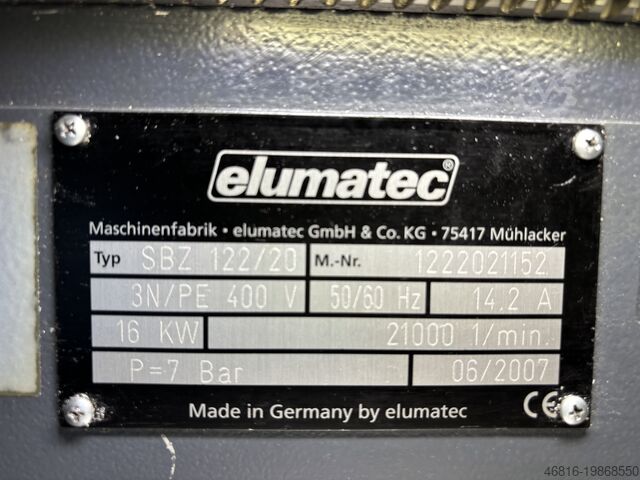 elumatec®
Maschinenfabrik • elumatec GmbH & Co. KG • 75417 Mühlacker
Typ SBZ 122/20 M.-Nr. 1222021152
3N/PE 400 V 50/60 Hz 14.2 A
16 KW 21000 1/min.
P=7 Bar 06/2007
Made in Germany by elumatec CE
46816-19868550